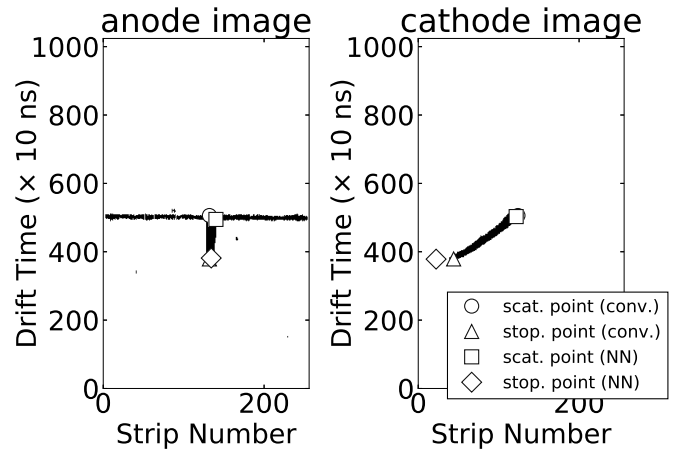 anode image
cathode image
Drift Time (× 10 ns)
1000
800
600
400
200
0
0
200
Strip Number
Drift Time (× 10 ns)
1000
800
600
400
200
0
0
200
Strip Number
scat. point (conv.)
stop. point (conv.)
scat. point (NN)
stop. point (NN)